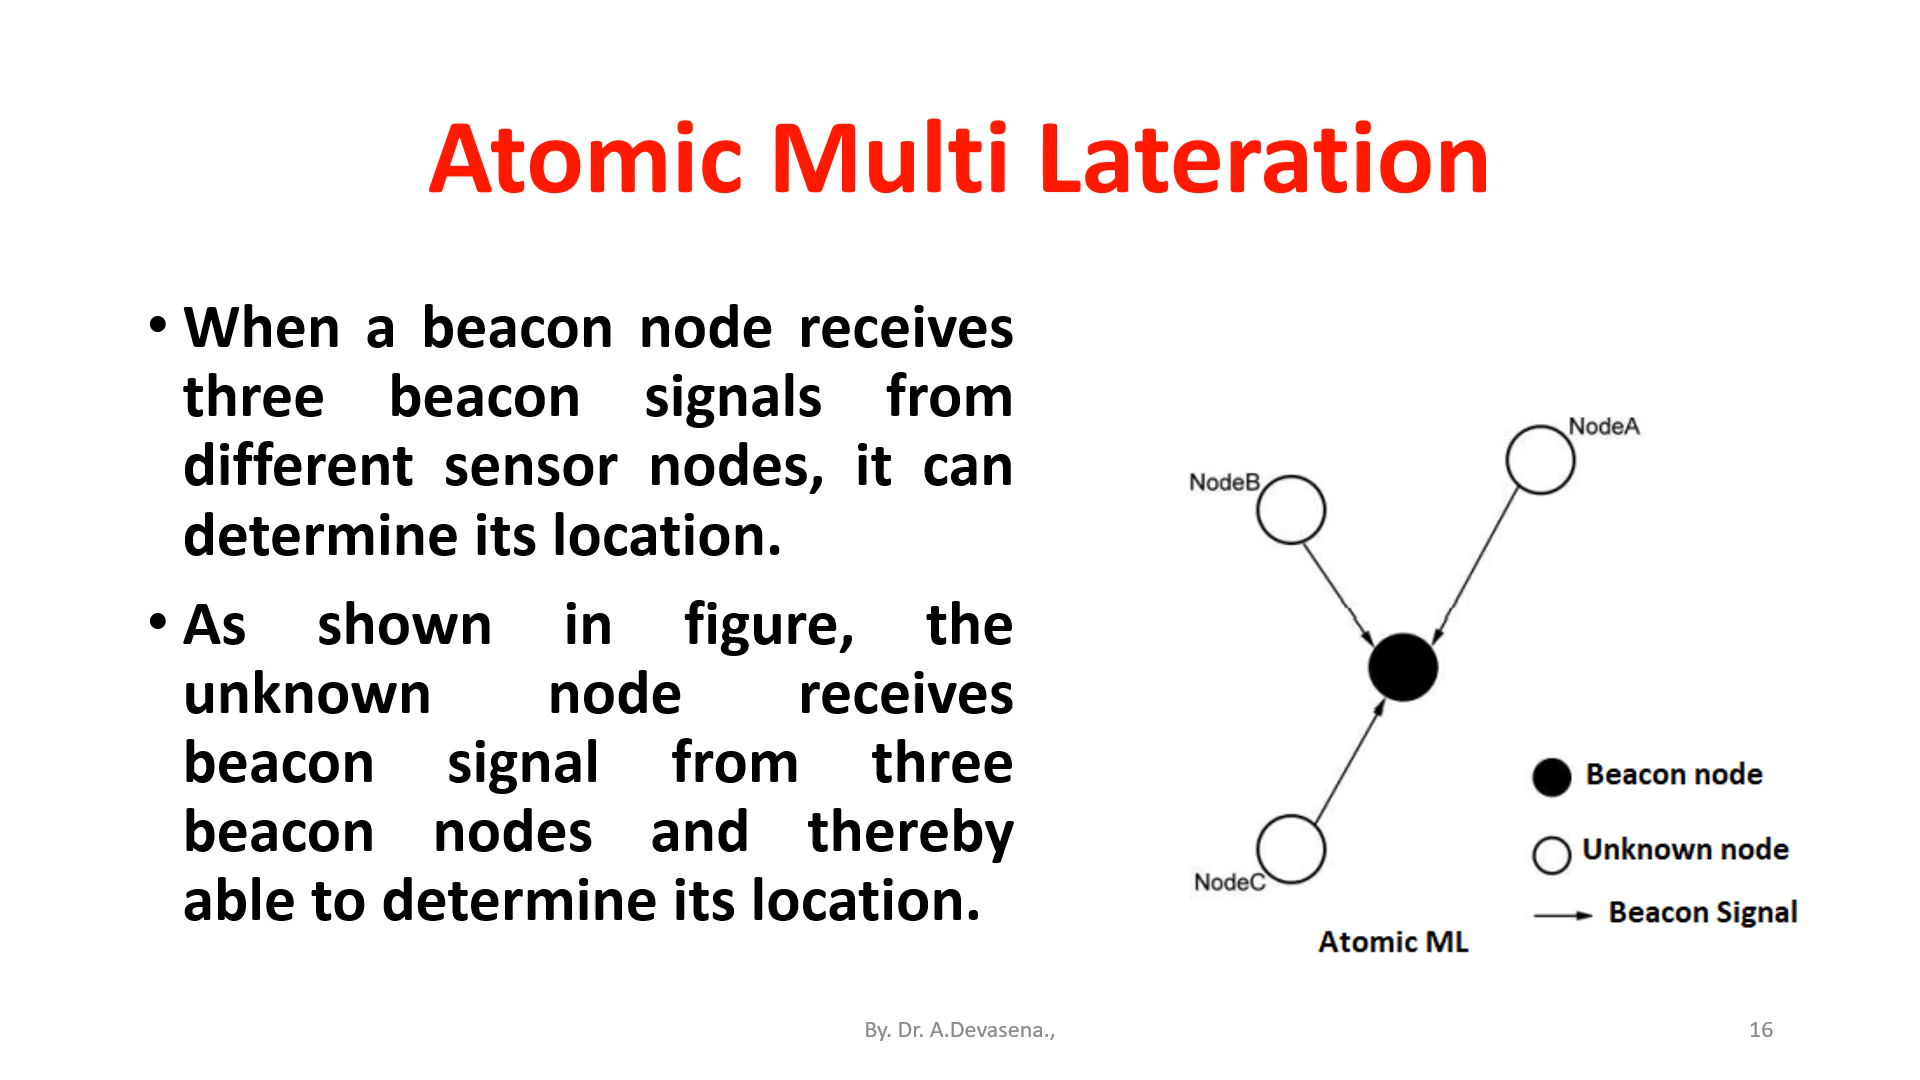 Atomic Multi Lateration
• When a beacon node receives
three beacon signals from
different sensor nodes, it can
determine its location.
• As shown in figure, the
unknown node receives
beacon signal from three
beacon nodes and thereby
able to determine its location.
NodeA
NodeB
NodeC
Beacon node
Unknown node
Beacon Signal
Atomic ML
By. Dr. A.Devasena.,
16